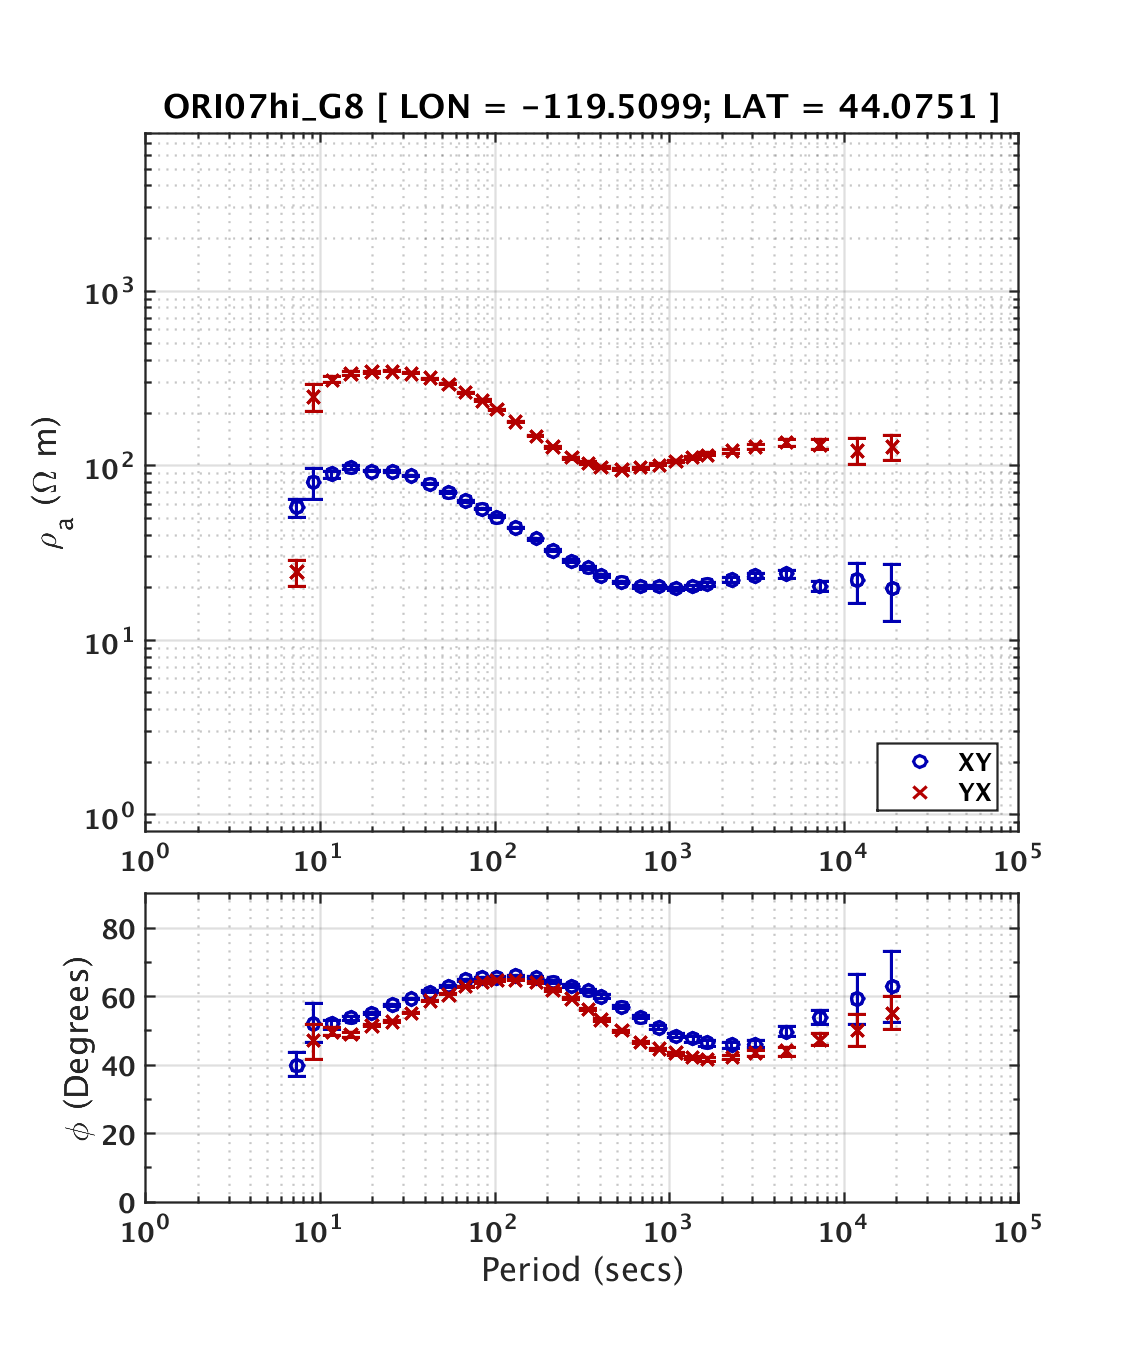 ORI07hi_G8 [ LON = -119.5099; LAT = 44.0751 ]
10³
10²
10¹
10⁰
ρₐ (Ω m)
XY
YX
10⁰ 10¹ 10² 10³ 10⁴ 10⁵
80
60
40
20
0
ϕ (Degrees)
10⁰ 10¹ 10² 10³ 10⁴ 10⁵
Period (secs)